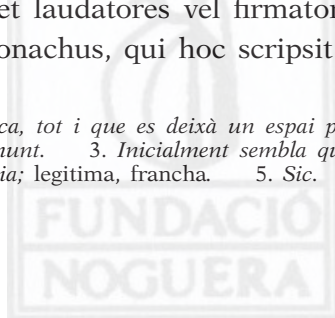 et laudatores vel firmator
onachus, qui hoc scripsit
ca, tot i que es deixà un espai p
nunt. 3. Inicialment sembla qu
ia; legitima, francha. 5. Sic.
FUNDACIÓ
NOGUERA